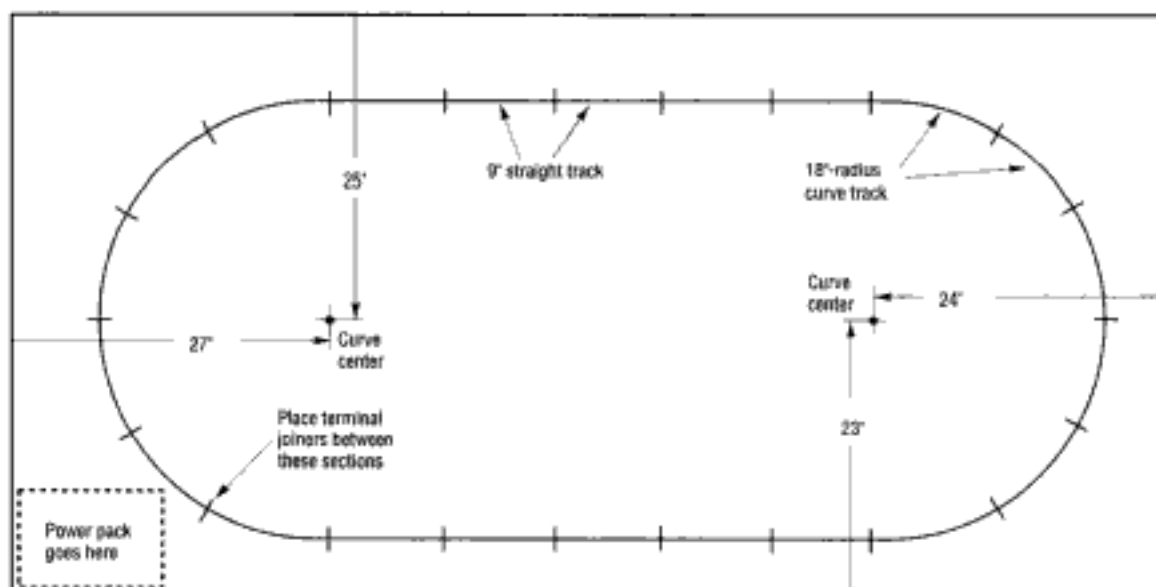 25"
9" straight track
18"-radius
curve track
Curve
center
24"
27"
Curve
center
Place terminal
joiners between
these sections
23"
Power pack
goes here